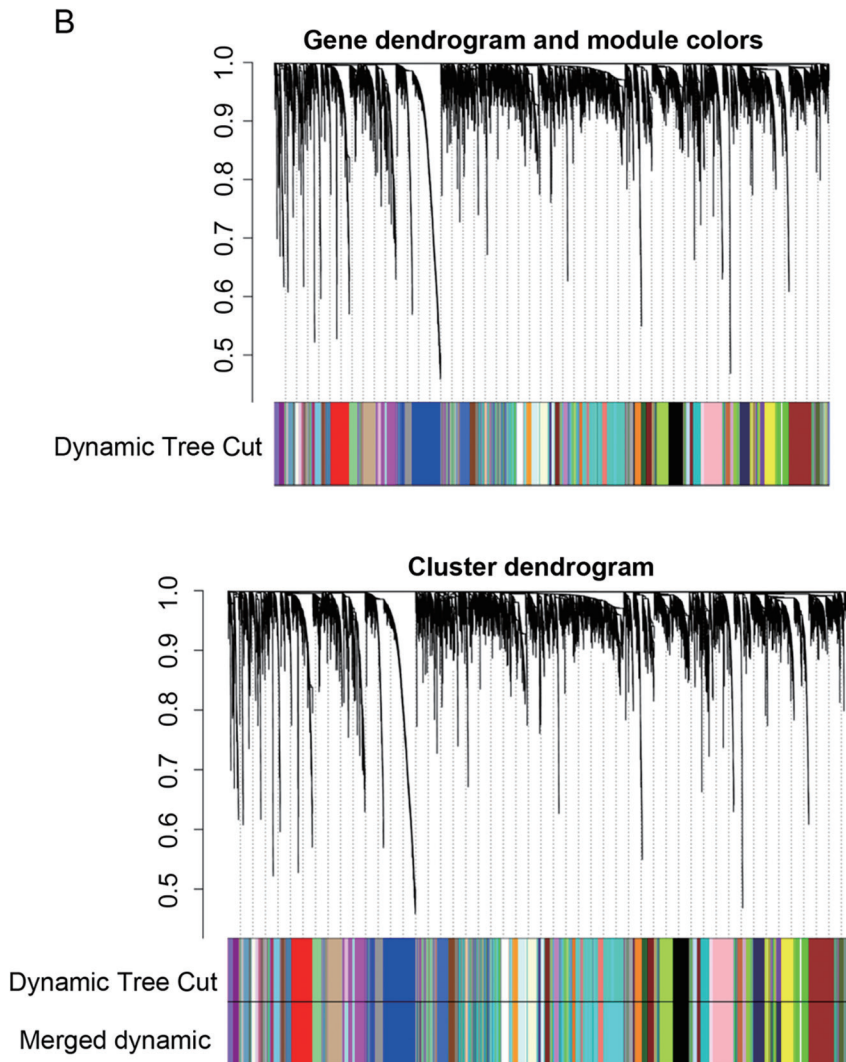 B
Gene dendrogram and module colors
1.0
0.9
0.8
0.7
0.6
0.5
Dynamic Tree Cut
Cluster dendrogram
1.0
0.9
0.8
0.7
0.6
0.5
Dynamic Tree Cut
Merged dynamic